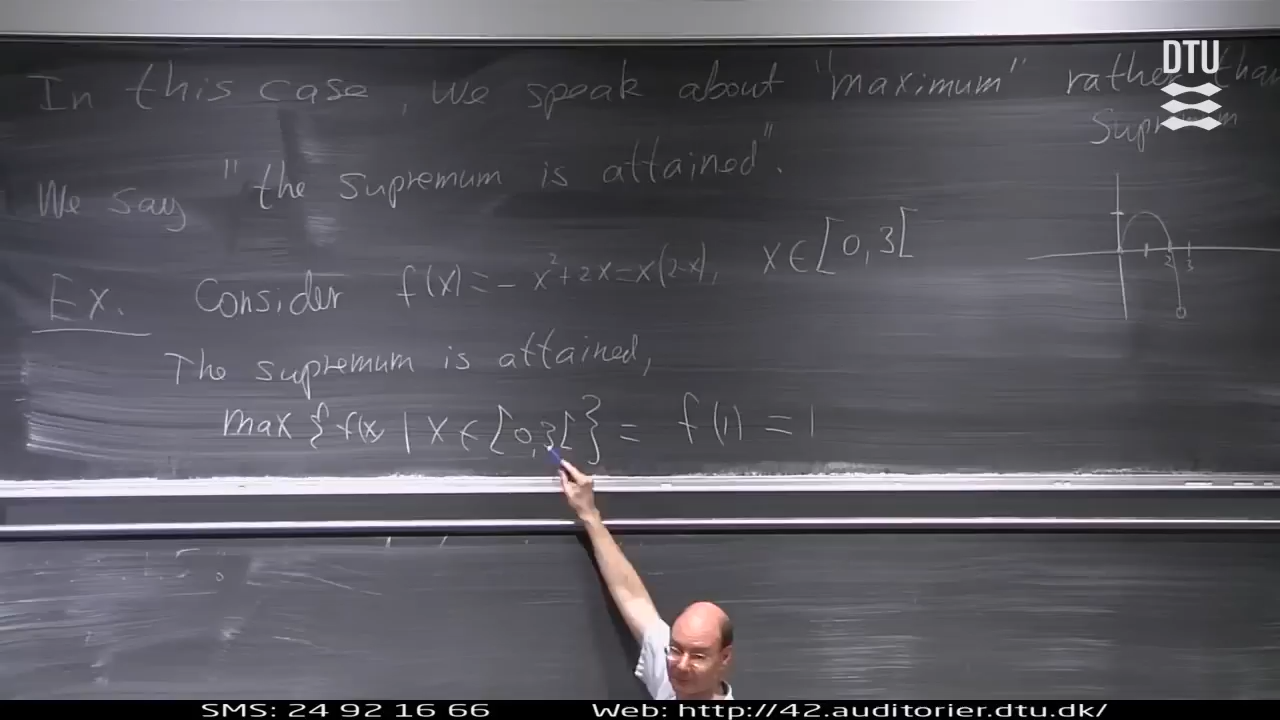 DTU
In this case, we speak about "maximum" rather than
Supremum
We say "the supremum is attained".
Ex. Consider f(x)=-x²+2x=x(2-x), x∈[0,3[
2 3
The supremum is attained,
max {f(x) | x∈[0,3[} = f(1) = 1
SMS: 24 92 16 66 Web: http://42.auditorier.dtu.dk/